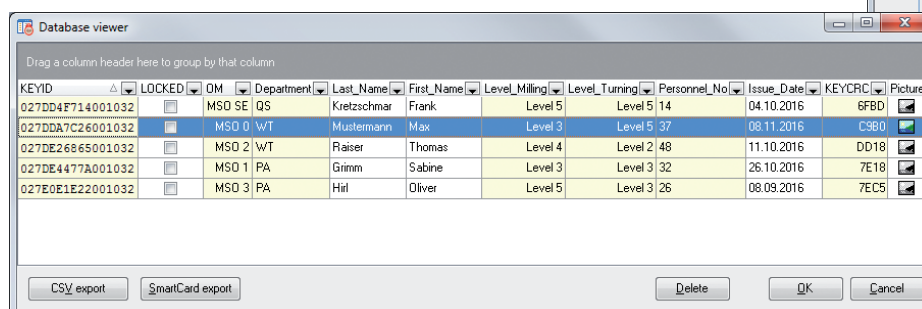 Database viewer
Drag a column header here to group by that column
KEYID LOCKED OM Department Last_Name First_Name Level_Milling Level_Turning Personnel_No Issue_Date KEYCRC Picture
027DD4F714001032 MSO SE QS Kretzschmar Frank Level 5 Level 5 14 04.10.2016 6FBD
027DDA7C26001032 MSO 0 WT Mustermann Max Level 3 Level 5 37 08.11.2016 C9B0
027DE26865001032 MSO 2 WT Raiser Thomas Level 4 Level 2 48 11.10.2016 DD18
027DE4477A001032 MSO 1 PA Grimm Sabine Level 3 Level 3 32 26.10.2016 7E18
027E0E1E22001032 MSO 3 PA Hirl Oliver Level 5 Level 3 26 08.09.2016 7EC5
CSV export SmartCard export Delete OK Cancel